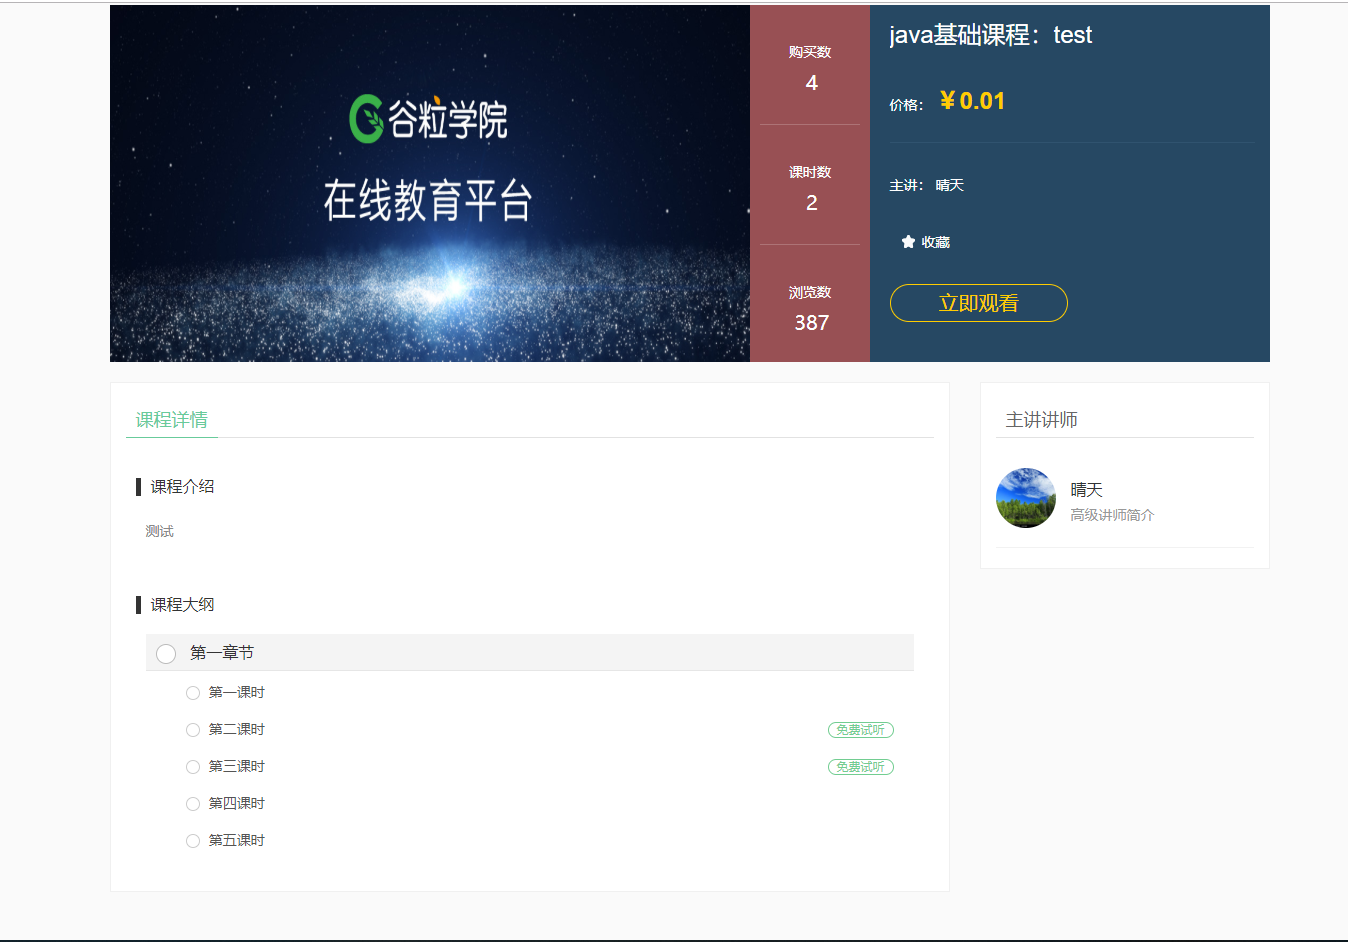 谷粒学院
在线教育平台
购买数
4
课时数
2
浏览数
387
java基础课程：test
价格：￥0.01
主讲： 晴天
收藏
立即观看
课程详情
课程介绍
测试
课程大纲
第一章节
第一课时
第二课时 免费试听
第三课时 免费试听
第四课时
第五课时
主讲讲师
晴天
高级讲师简介